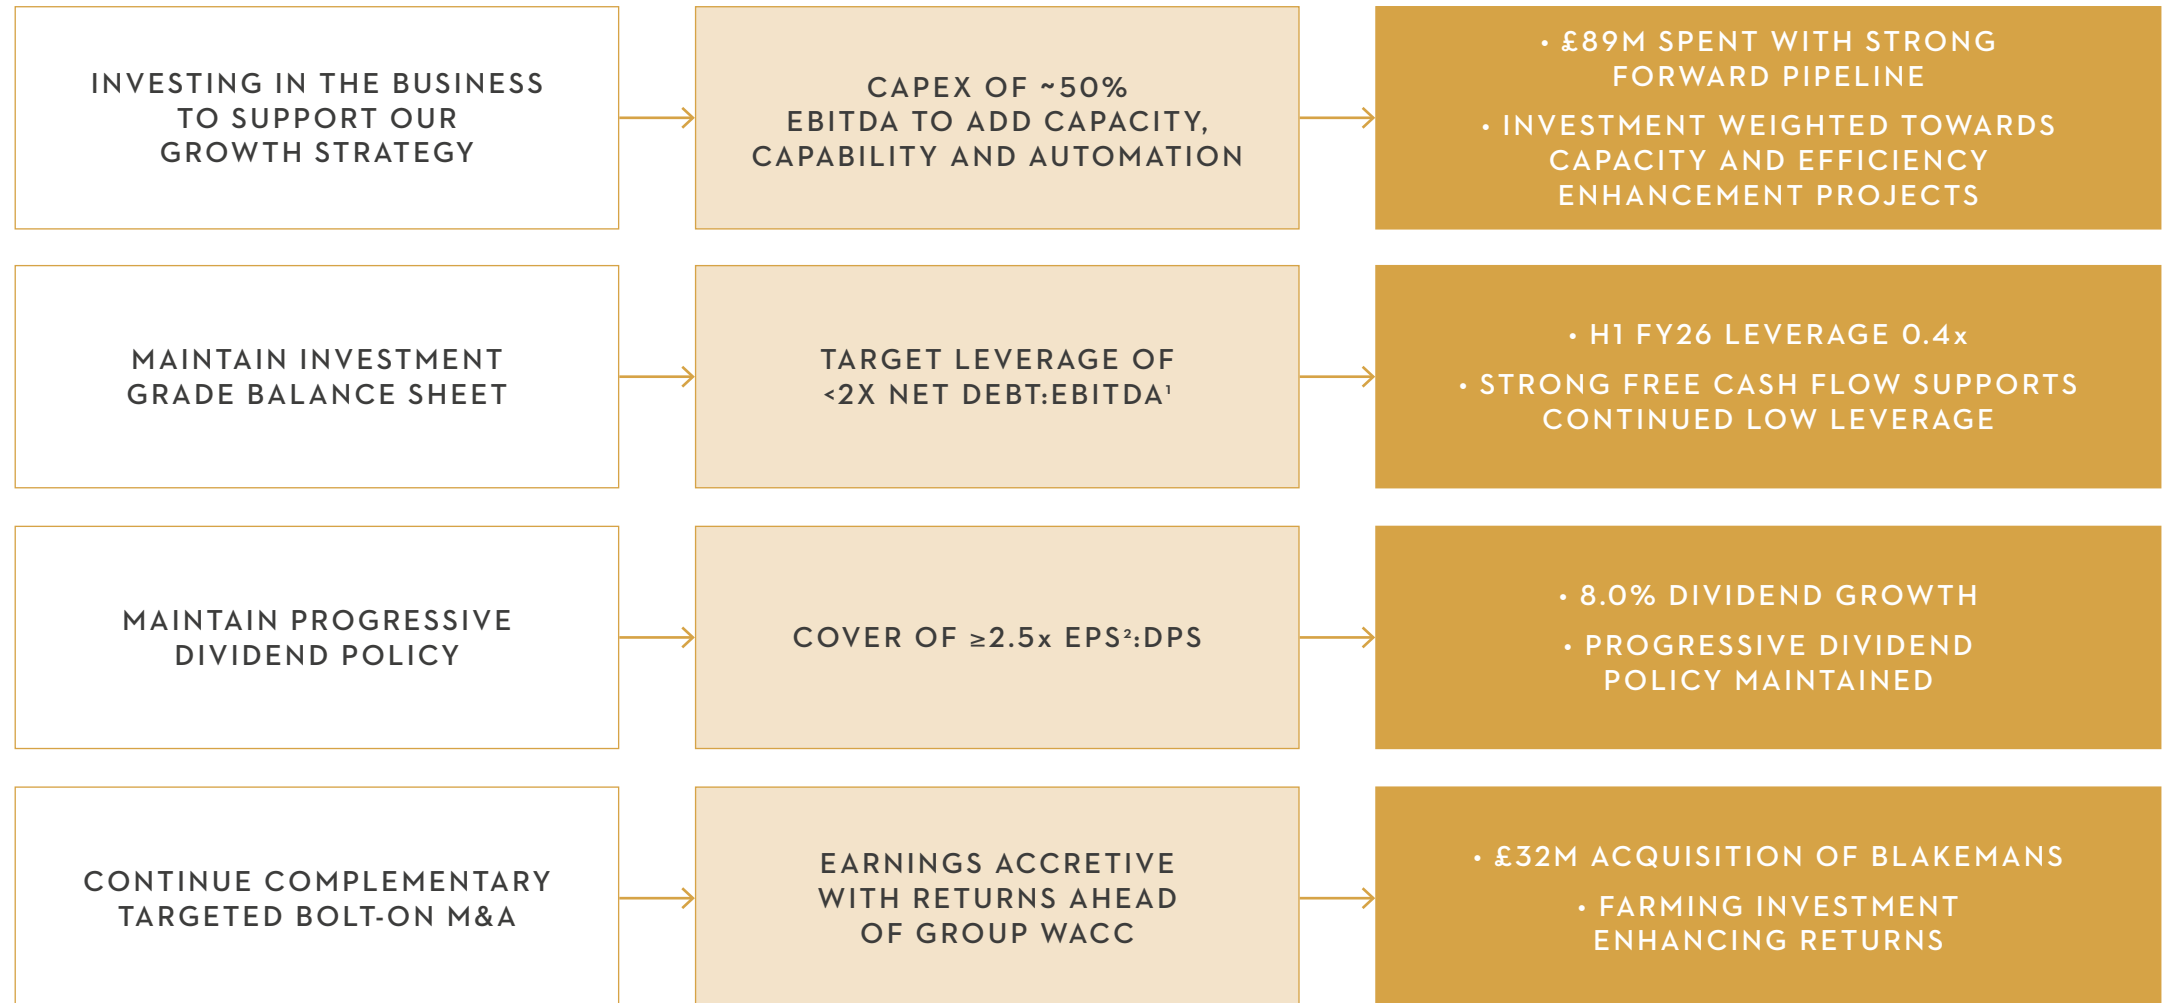 INVESTING IN THE BUSINESS
TO SUPPORT OUR
GROWTH STRATEGY
CAPEX OF ~50%
EBITDA TO ADD CAPACITY,
CAPABILITY AND AUTOMATION
• £89M SPENT WITH STRONG
FORWARD PIPELINE
• INVESTMENT WEIGHTED TOWARDS
CAPACITY AND EFFICIENCY
ENHANCEMENT PROJECTS
MAINTAIN INVESTMENT
GRADE BALANCE SHEET
TARGET LEVERAGE OF
<2X NET DEBT:EBITDA¹
• H1 FY26 LEVERAGE 0.4x
• STRONG FREE CASH FLOW SUPPORTS
CONTINUED LOW LEVERAGE
MAINTAIN PROGRESSIVE
DIVIDEND POLICY
COVER OF ≥2.5x EPS²:DPS
• 8.0% DIVIDEND GROWTH
• PROGRESSIVE DIVIDEND
POLICY MAINTAINED
CONTINUE COMPLEMENTARY
TARGETED BOLT-ON M&A
EARNINGS ACCRETIVE
WITH RETURNS AHEAD
OF GROUP WACC
• £32M ACQUISITION OF BLAKEMANS
• FARMING INVESTMENT
ENHANCING RETURNS